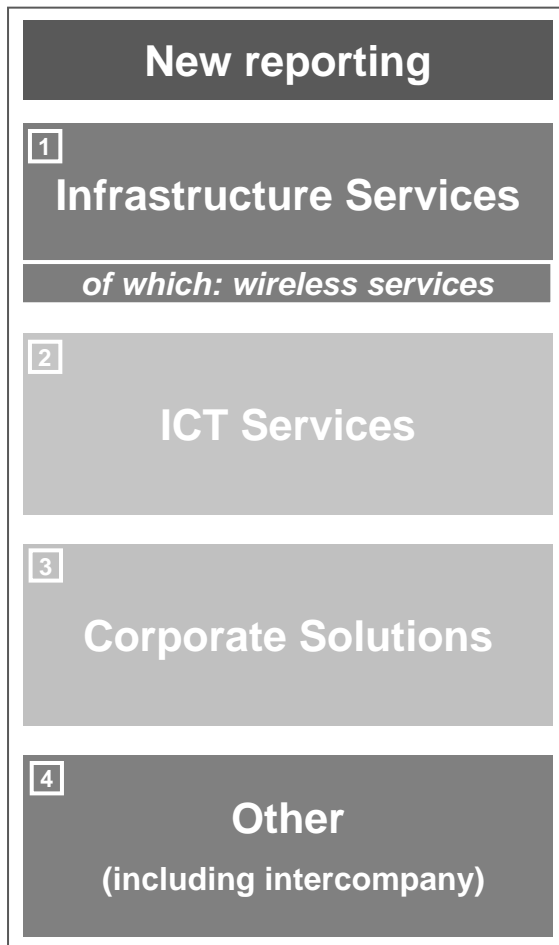 New reporting
1
Infrastructure Services
of which: wireless services
2
ICT Services
3
Corporate Solutions
4
Other
(including intercompany)